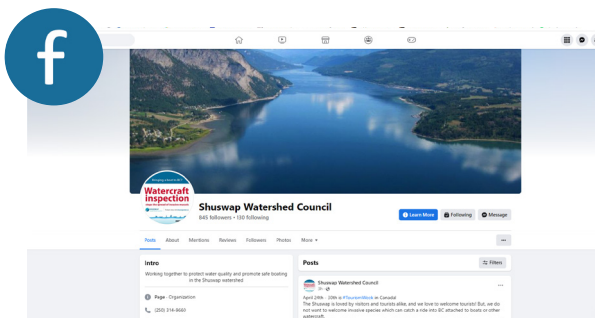 f
Watercraft
inspection
Shuswap Watershed Council
845 followers • 130 following
Learn More
Following
Message
Posts
About
Mentions
Reviews
Followers
Photos
More
Intro
Working together to protect water quality and promote safe boating
in the Shuswap watershed
Page · Organization
(250) 314-9660
Posts
Filters
Shuswap Watershed Council
April 24th - 20th is #TourismWeek in Canada!
The Shuswap is loved by visitors and tourists alike, and we love to welcome tourists! But, we do
not want to welcome invasive species which can catch a ride into BC attached to boats or other
watercraft.